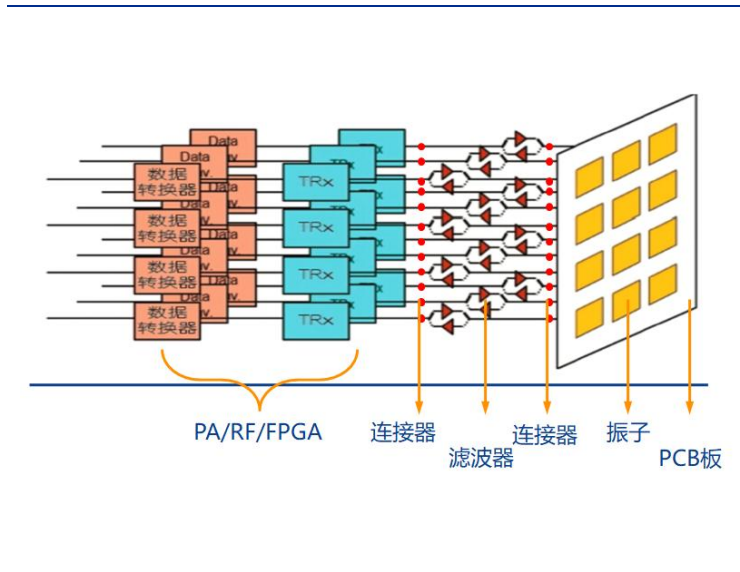 Data
Data
数据
转换器
TRx
数据
转换器
TRx
数据
转换器
TRx
数据
转换器
TRx
PA/RF/FPGA
连接器
滤波器
连接器
振子
PCB板